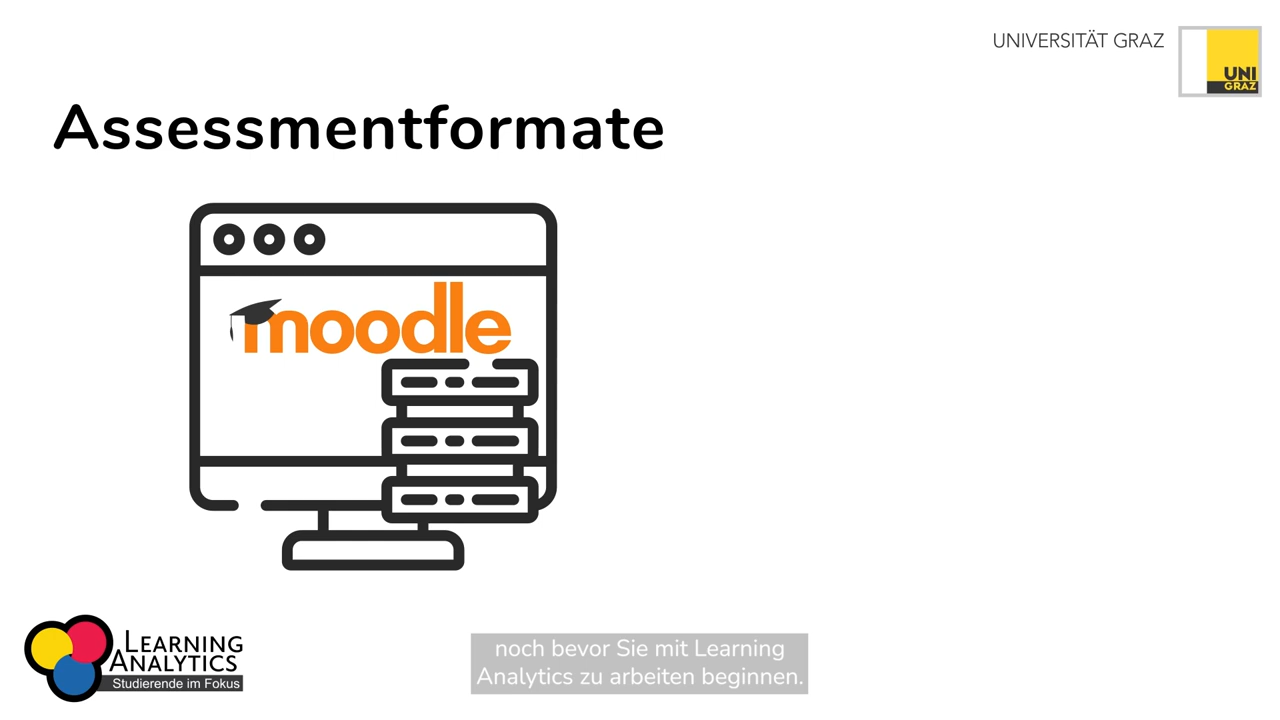 UNIVERSITÄT GRAZ
UNI
GRAZ
Assessmentformate
moodle
LEARNING
ANALYTICS
Studierende im Fokus
noch bevor Sie mit Learning
Analytics zu arbeiten beginnen.